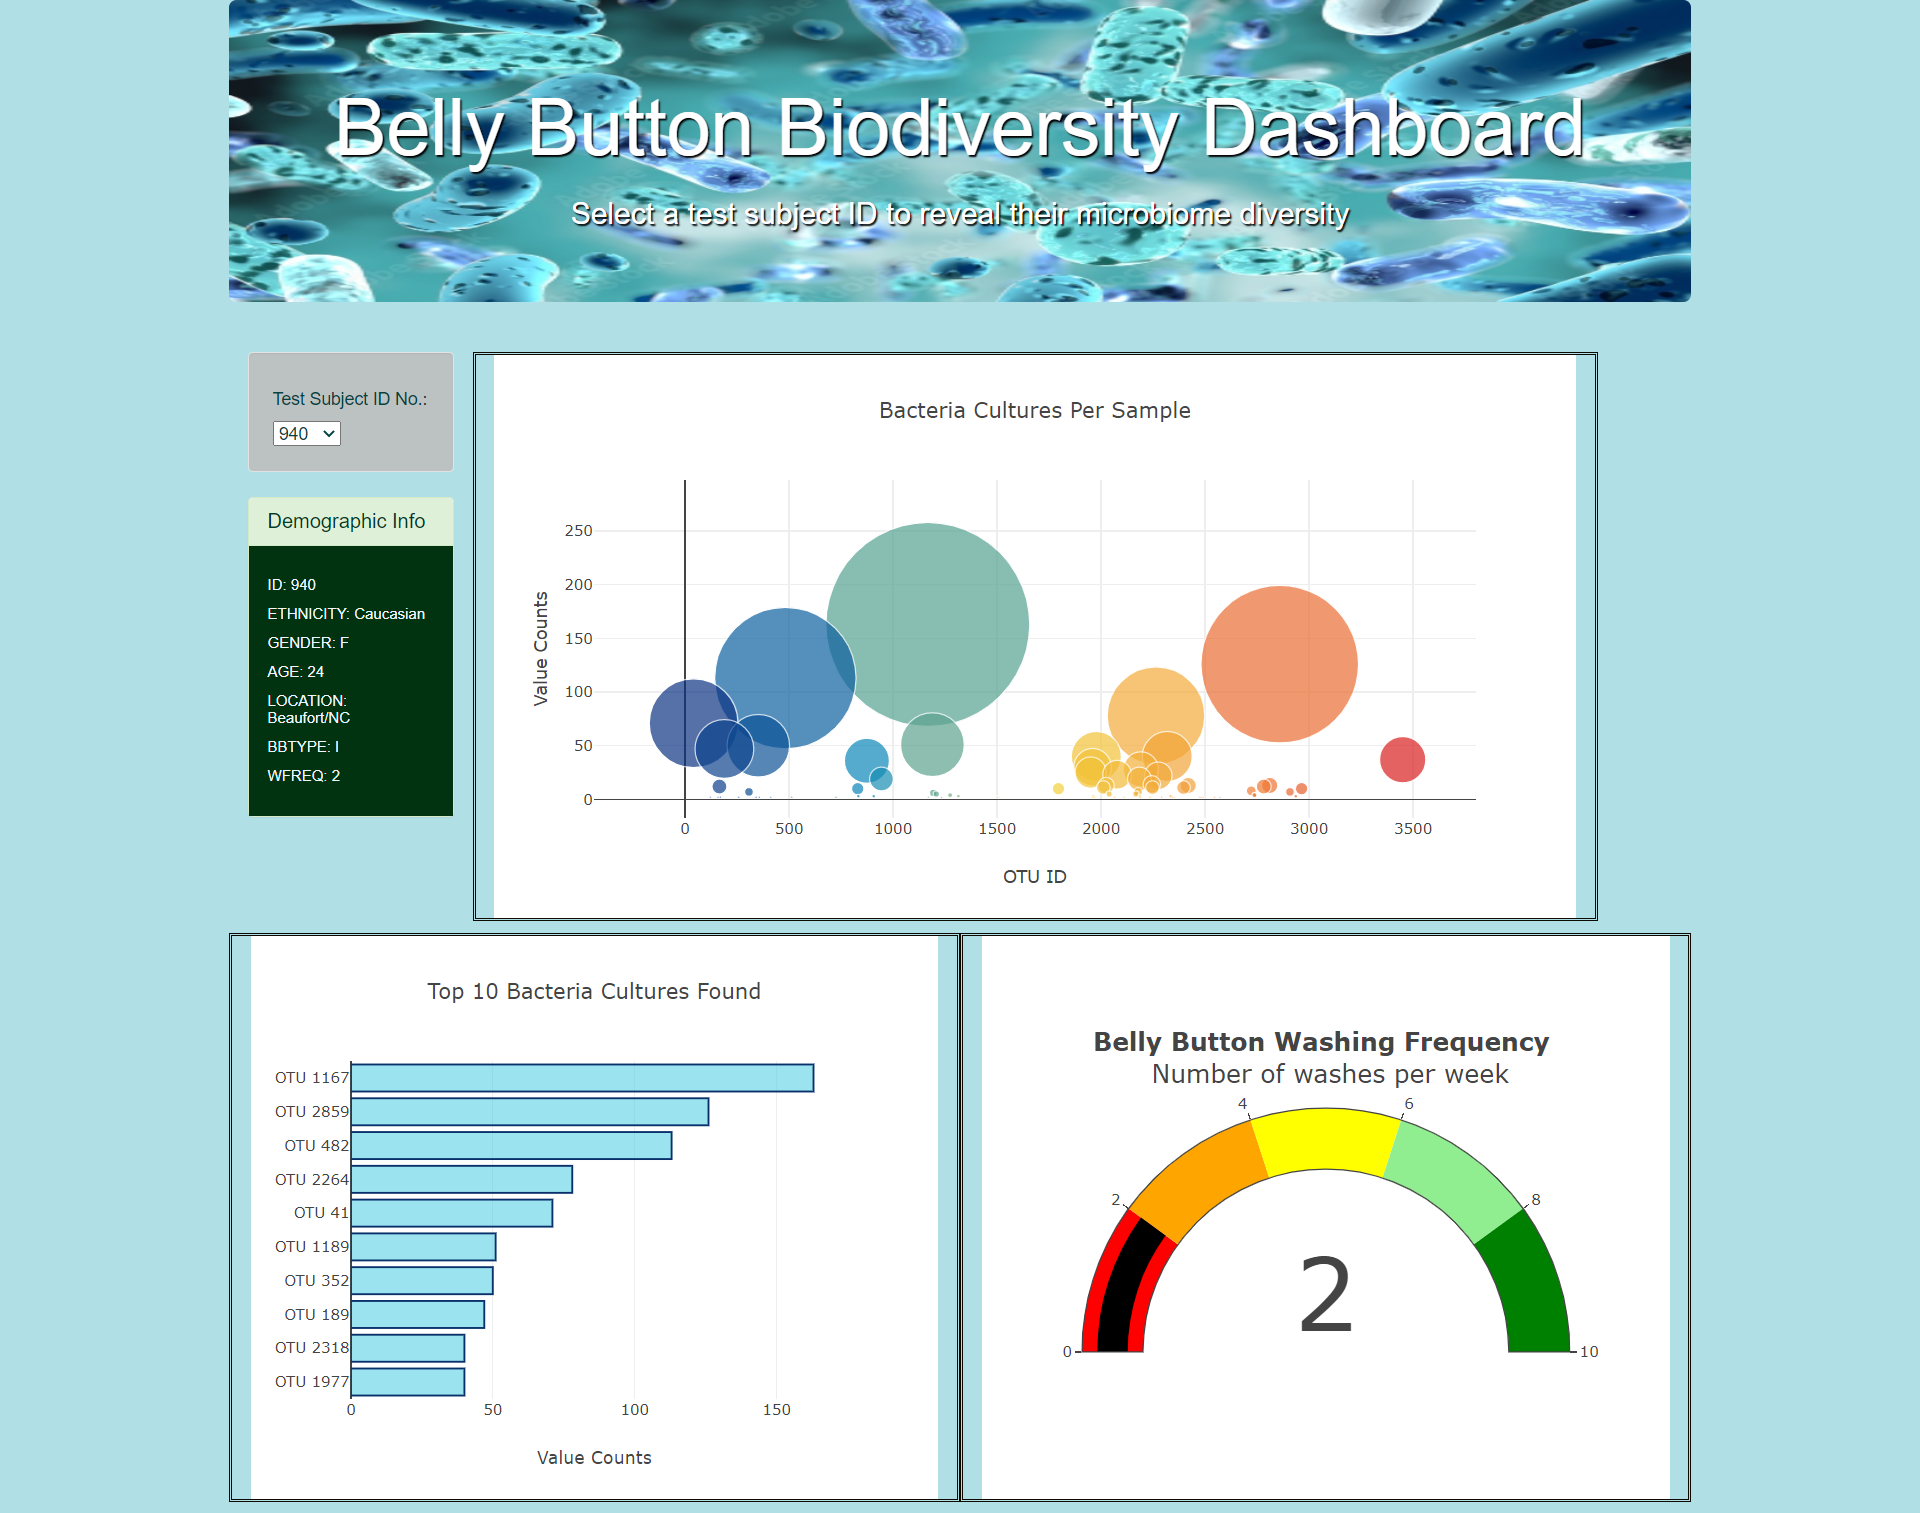 Belly Button Biodiversity Dashboard
Select a test subject ID to reveal their microbiome diversity
Test Subject ID No.:
940
Demographic Info
ID: 940
ETHNICITY: Caucasian
GENDER: F
AGE: 24
LOCATION:
Beaufort/NC
BBTYPE: I
WFREQ: 2
Bacteria Cultures Per Sample
250
200
150
100
50
0
Value Counts
0 500 1000 1500 2000 2500 3000 3500
OTU ID
Top 10 Bacteria Cultures Found
OTU 1167
OTU 2859
OTU 482
OTU 2264
OTU 41
OTU 1189
OTU 352
OTU 189
OTU 2318
OTU 1977
0 50 100 150
Value Counts
Belly Button Washing Frequency
Number of washes per week
4 6
2 8
2
0 10